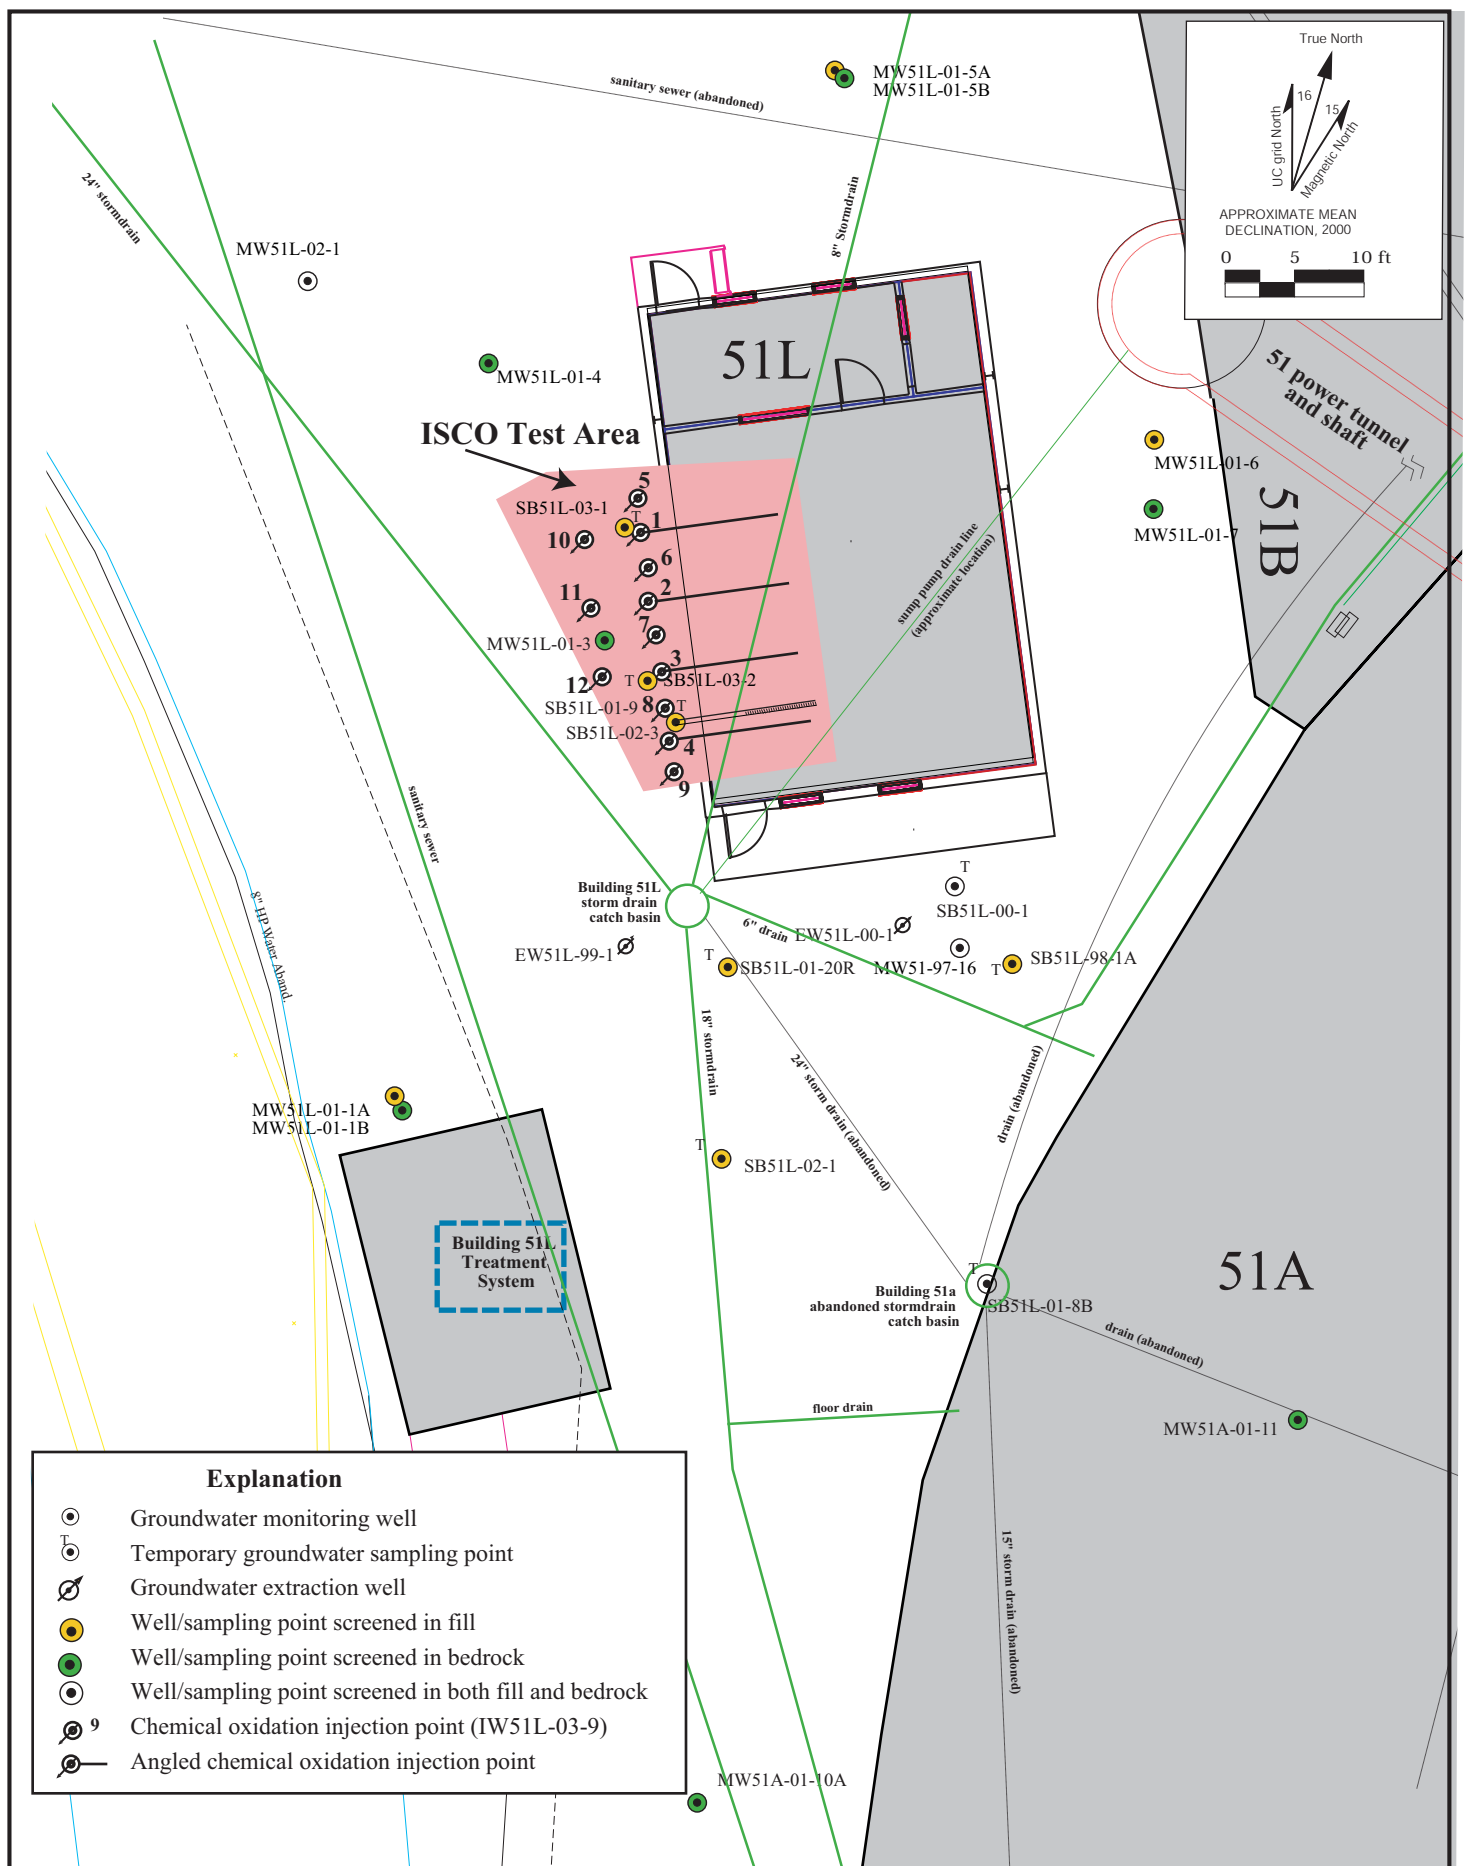 MW51L-01-5A
MW51L-01-5B
sanitary sewer (abandoned)
True North
16
15
UC grid North
Magnetic North
APPROXIMATE MEAN
DECLINATION, 2000
0 5 10 ft
24" stormdrain
8" Stormdrain
MW51L-02-1
MW51L-01-4
51L
51 power tunnel
and shaft
ISCO Test Area
MW51L-01-6
MW51L-01-7
51B
5
SB51L-03-1
T
1
10
6
11
2
7
MW51L-01-3
3
12
T
SB51L-03-2
SB51L-01-9
8
T
SB51L-02-3
4
9
sump pump drain line
(approximate location)
sanitary sewer
8" HP Water Aband.
Building 51L
storm drain
catch basin
T
SB51L-00-1
6" drain
EW51L-00-1
EW51L-99-1
T
SB51L-01-20R
MW51-97-16
T
SB51L-98-1A
18" stormdrain
24" storm drain (abandoned)
drain (abandoned)
MW51L-01-1A
MW51L-01-1B
T
SB51L-02-1
Building 51L
Treatment
System
51A
T
Building 51a
abandoned stormdrain
catch basin
SB51L-01-8B
drain (abandoned)
floor drain
MW51A-01-11
15" storm drain (abandoned)
Explanation
Groundwater monitoring well
T
Temporary groundwater sampling point
Groundwater extraction well
Well/sampling point screened in fill
Well/sampling point screened in bedrock
Well/sampling point screened in both fill and bedrock
9 Chemical oxidation injection point (IW51L-03-9)
Angled chemical oxidation injection point
MW51A-01-10A